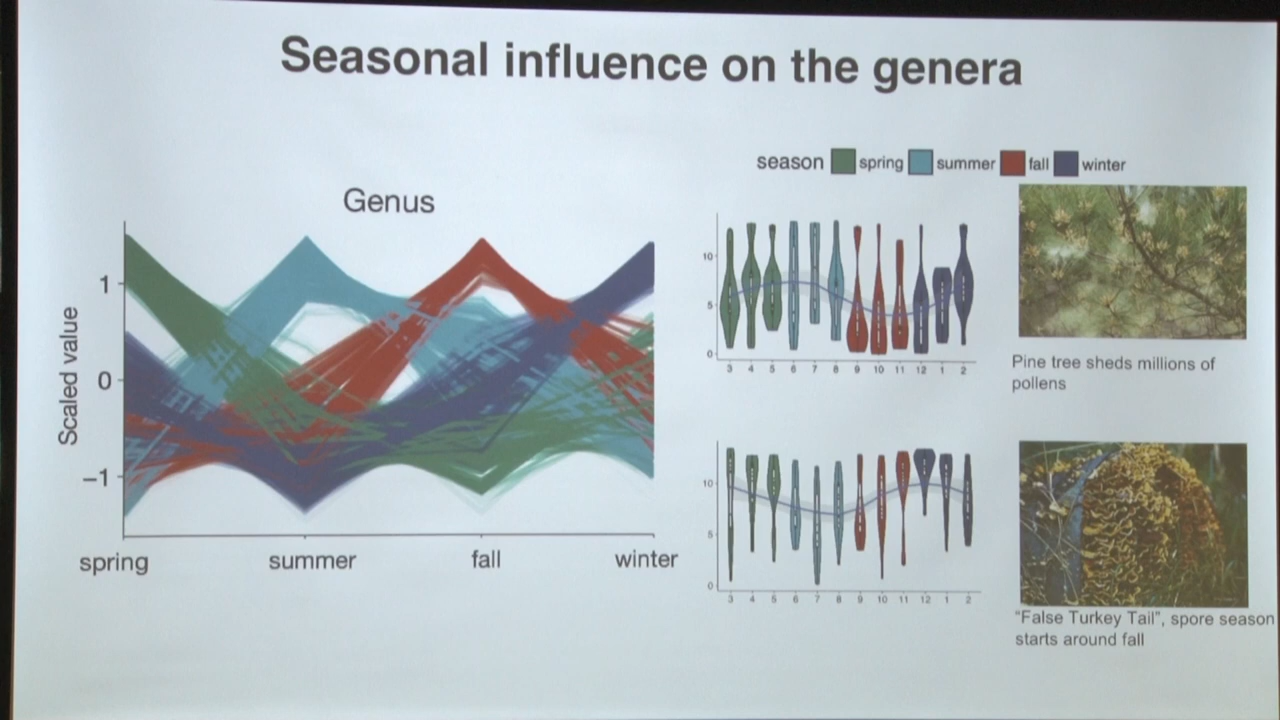 Seasonal influence on the genera
season spring summer fall winter
Genus
Scaled value
1
0
−1
spring summer fall winter
10
5
0
3 4 5 6 7 8 9 10 11 12 1 2
Pine tree sheds millions of
pollens
10
5
0
3 4 5 6 7 8 9 10 11 12 1 2
"False Turkey Tail", spore season
starts around fall